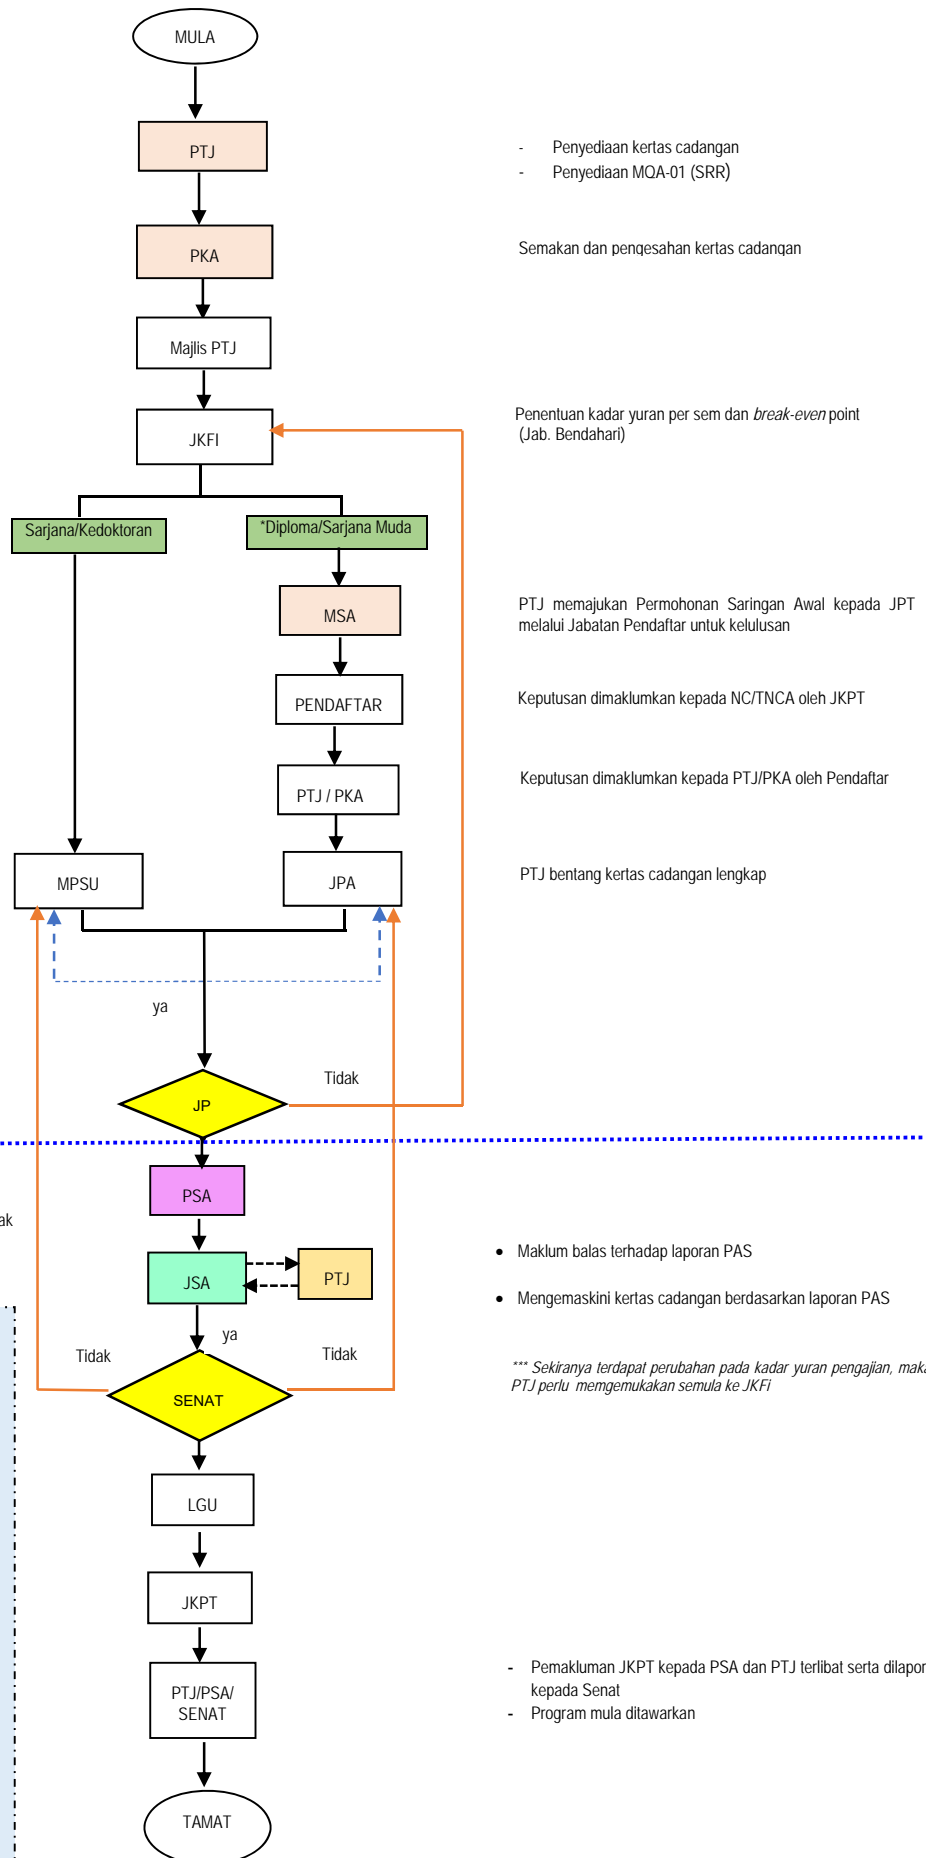 MULA
PTJ
- Penyediaan kertas cadangan
- Penyediaan MQA-01 (SRR)
PKA
Semakan dan pengesahan kertas cadangan
Majlis PTJ
JKFI
Penentuan kadar yuran per sem dan break-even point
(Jab. Bendahari)
Sarjana/Kedoktoran
*Diploma/Sarjana Muda
MSA
PTJ memajukan Permohonan Saringan Awal kepada JPT
melalui Jabatan Pendaftar untuk kelulusan
PENDAFTAR
Keputusan dimaklumkan kepada NC/TNCA oleh JKPT
PTJ / PKA
Keputusan dimaklumkan kepada PTJ/PKA oleh Pendaftar
MPSU
JPA
PTJ bentang kertas cadangan lengkap
ya
Tidak
JP
PSA
ak
JSA
PTJ
• Maklum balas terhadap laporan PAS
• Mengemaskini kertas cadangan berdasarkan laporan PAS
ya
Tidak
Tidak
*** Sekiranya terdapat perubahan pada kadar yuran pengajian, maka
PTJ perlu memgemukakan semula ke JKFi
SENAT
LGU
JKPT
PTJ/PSA/
SENAT
- Pemakluman JKPT kepada PSA dan PTJ terlibat serta dilapor
kepada Senat
- Program mula ditawarkan
TAMAT